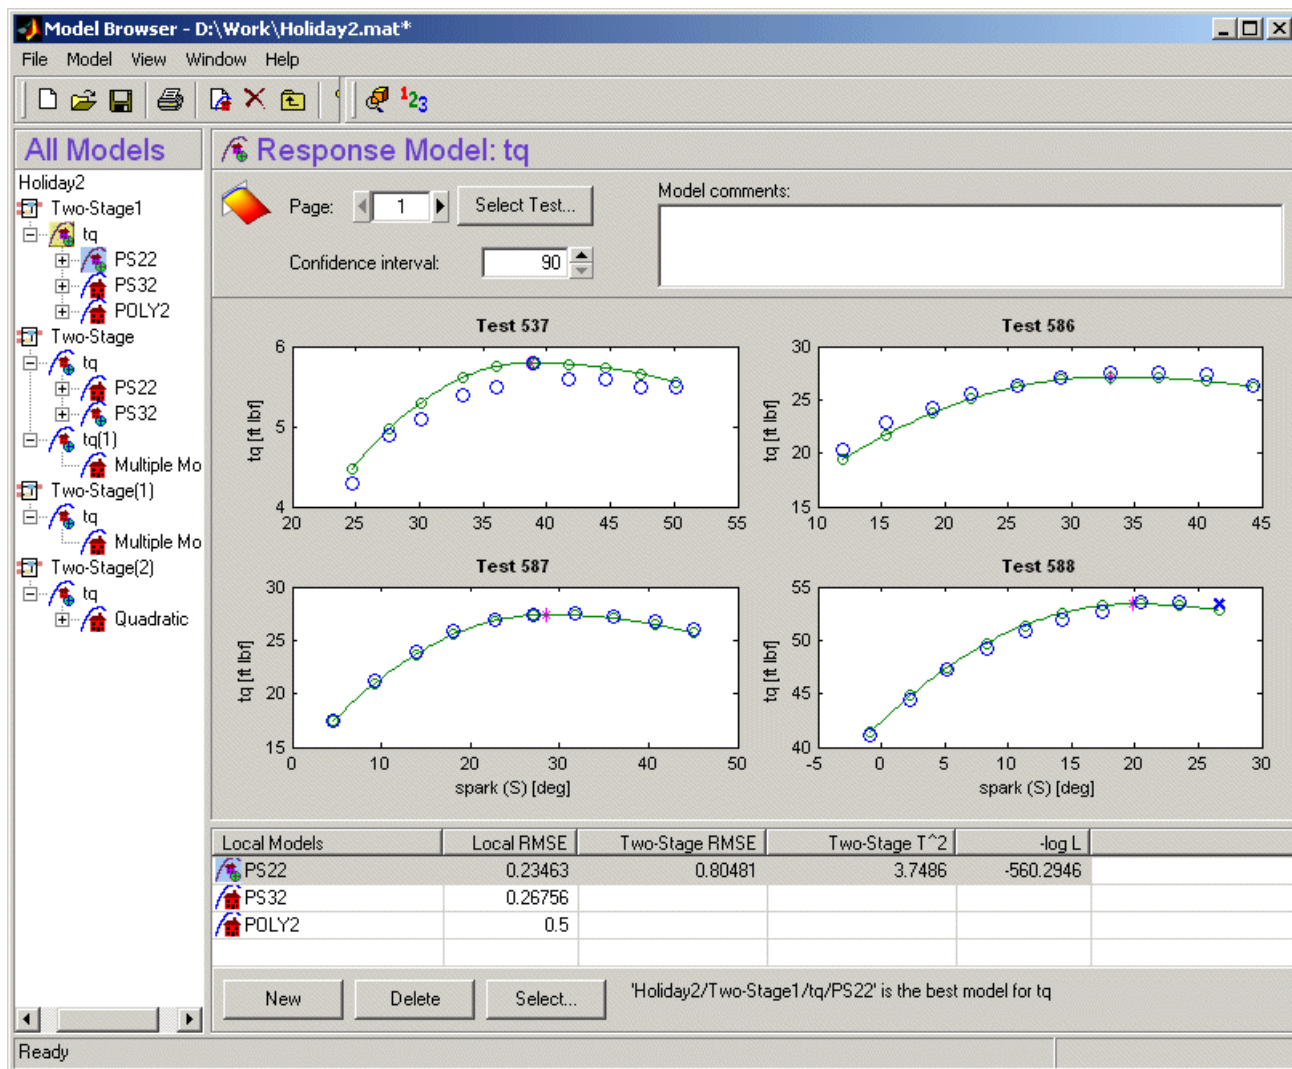 Model Browser - D:\Work\Holiday2.mat*
File Model View Window Help
123
All Models
Holiday2
Two-Stage1
tq
PS22
PS32
POLY2
Two-Stage
tq
PS22
PS32
tq(1)
Multiple Mo
Two-Stage(1)
tq
Multiple Mo
Two-Stage(2)
tq
Quadratic
Response Model: tq
Page: 1 Select Test...
Confidence interval: 90
Model comments:
Test 537
6
5
4
tq [ft lbf]
20 25 30 35 40 45 50 55
Test 586
30
25
20
15
tq [ft lbf]
10 15 20 25 30 35 40 45
Test 587
30
25
20
15
tq [ft lbf]
0 10 20 30 40 50
spark (S) [deg]
Test 588
55
50
45
40
tq [ft lbf]
-5 0 5 10 15 20 25 30
spark (S) [deg]
Local Models Local RMSE Two-Stage RMSE Two-Stage T^2 -log L
PS22 0.23463 0.80481 3.7486 -560.2946
PS32 0.26756
POLY2 0.5
New Delete Select... 'Holiday2/Two-Stage1/tq/PS22' is the best model for tq
Ready